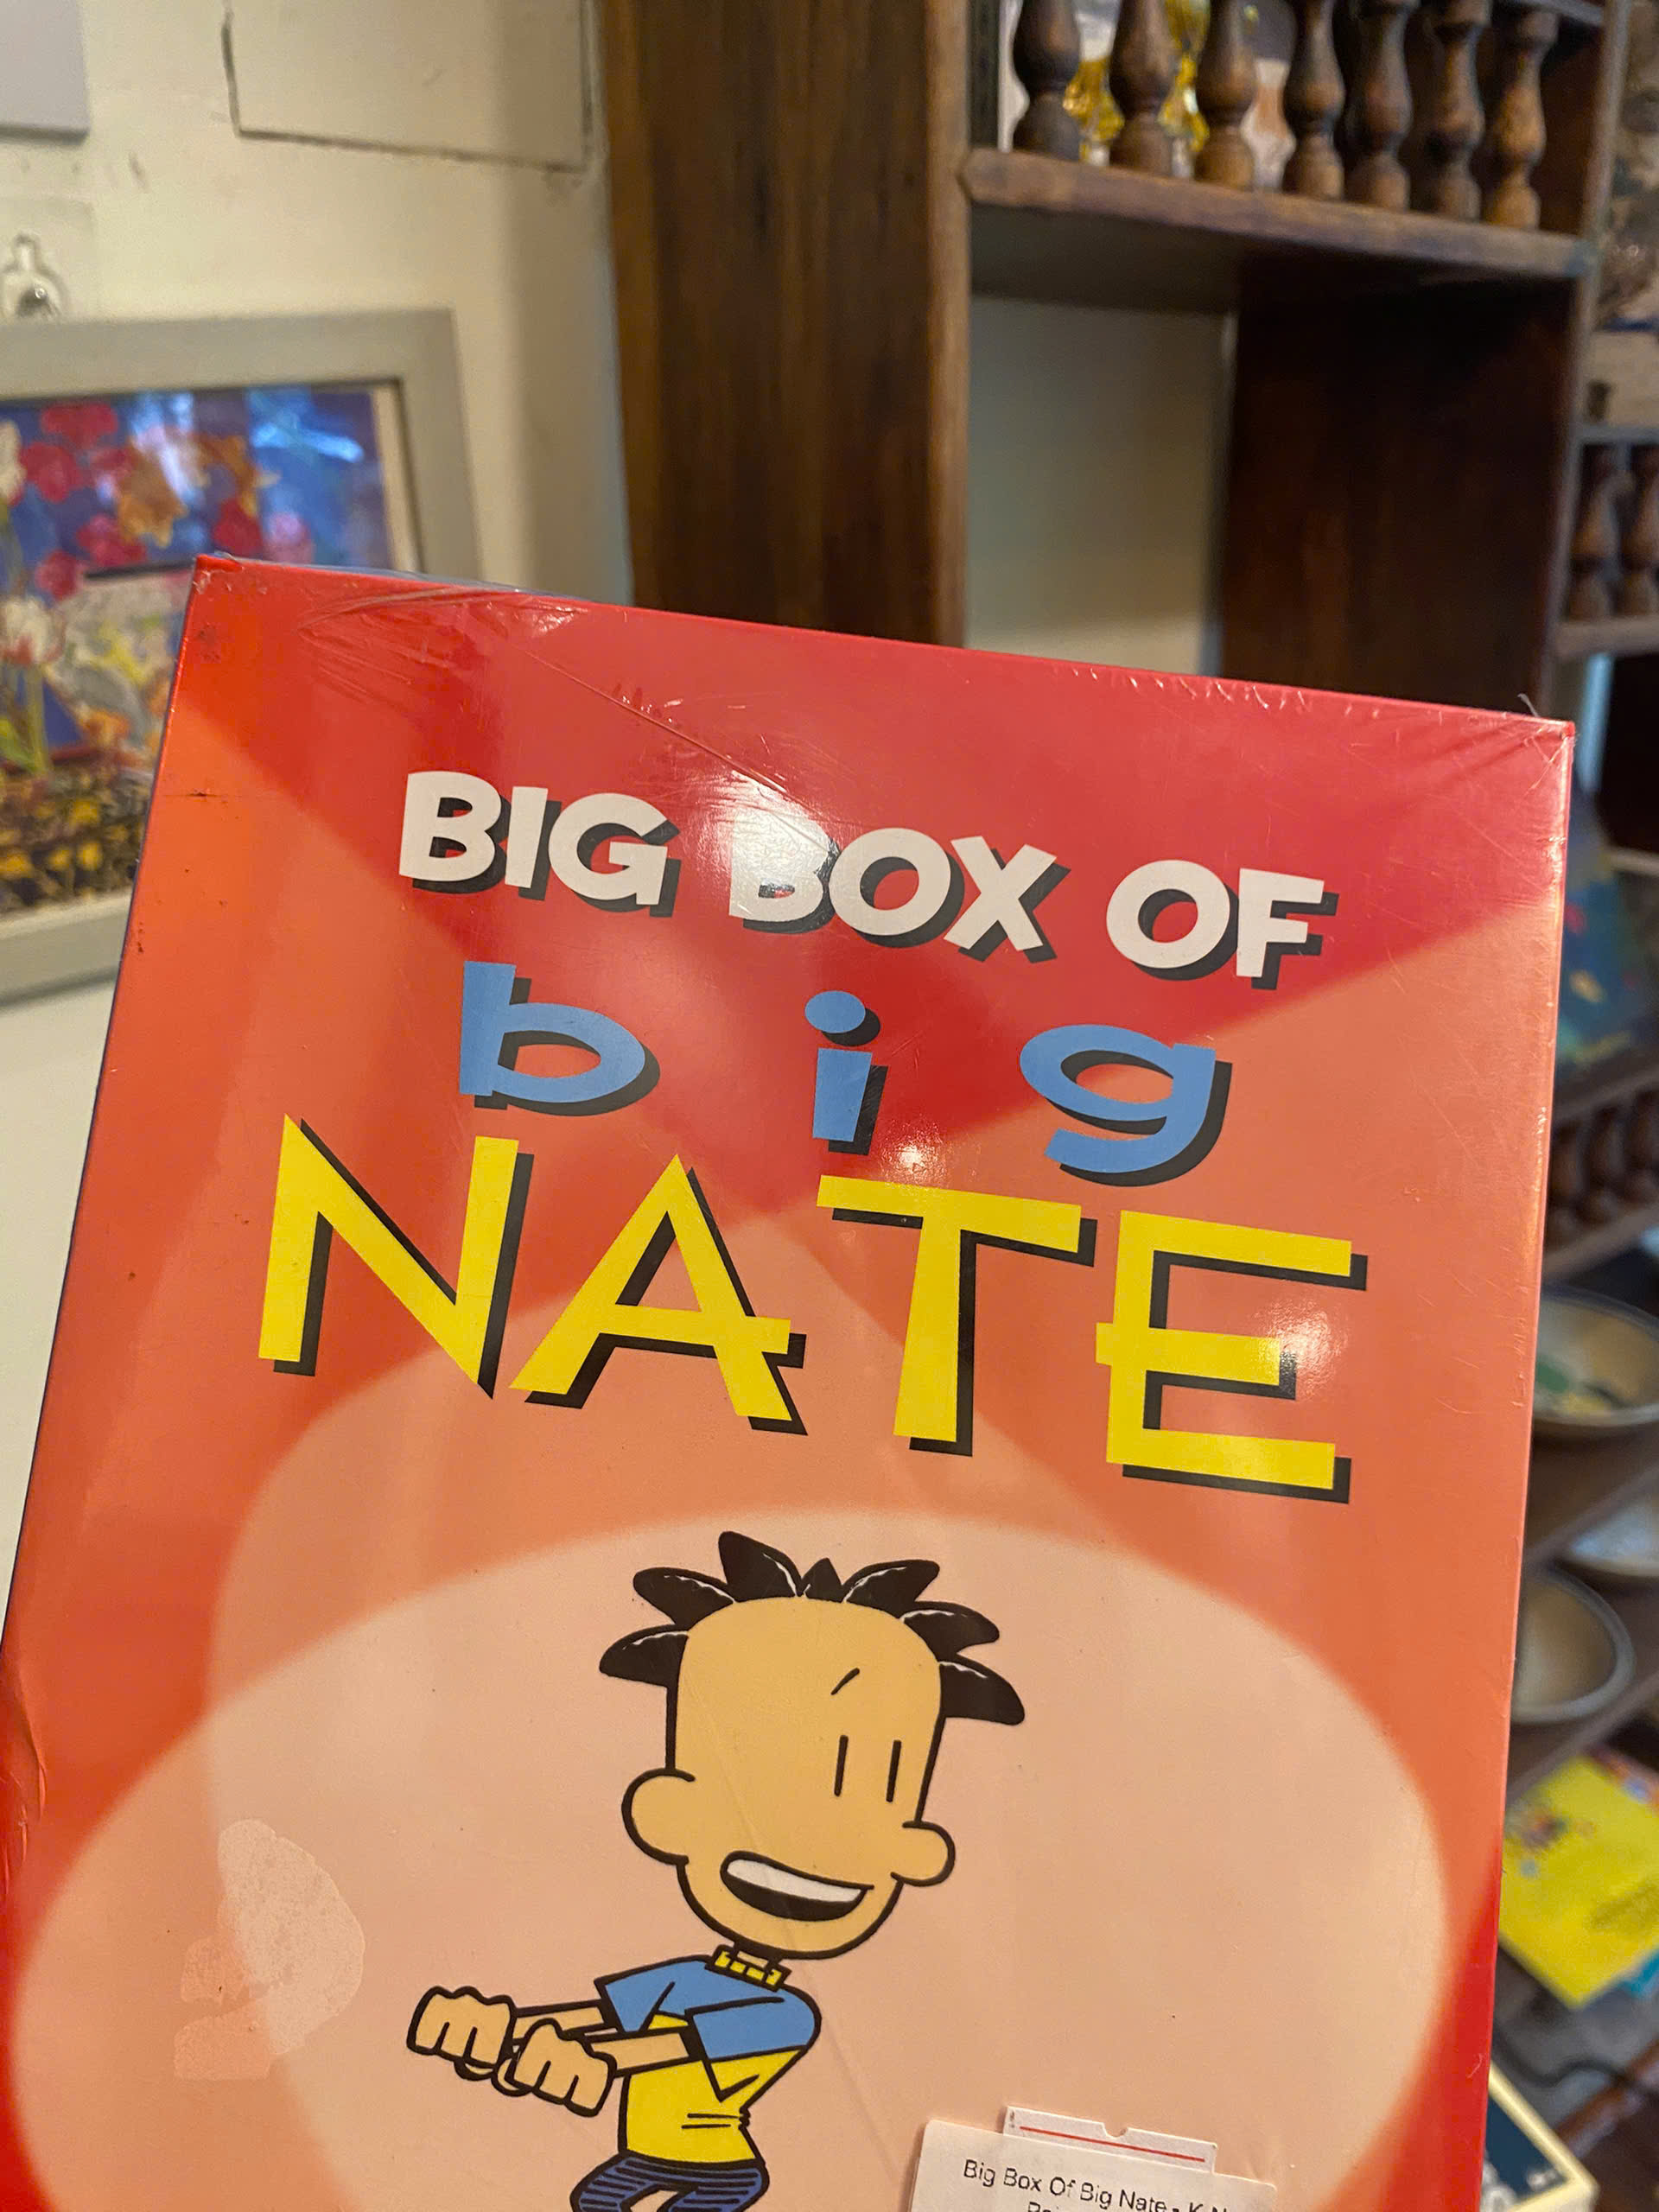 BIG BOX OF
big
NATE
Big Box Of Big Nate - K